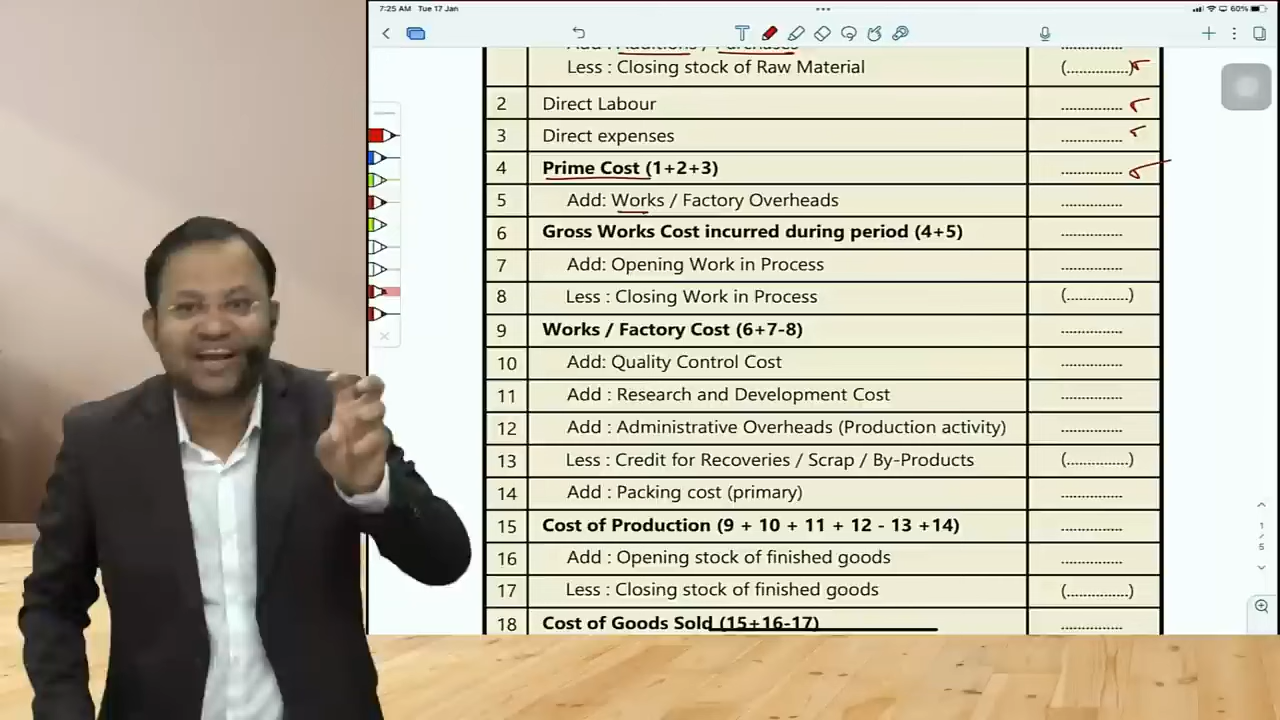 7:25 AM Tue 17 Jan
60%
Add : Additions / Purchases
Less : Closing stock of Raw Material (..............)
2 Direct Labour ..............
3 Direct expenses ..............
4 Prime Cost (1+2+3) ..............
5 Add: Works / Factory Overheads ..............
6 Gross Works Cost incurred during period (4+5) ..............
7 Add: Opening Work in Process ..............
8 Less : Closing Work in Process (..............)
9 Works / Factory Cost (6+7-8) ..............
10 Add: Quality Control Cost ..............
11 Add : Research and Development Cost ..............
12 Add : Administrative Overheads (Production activity) ..............
13 Less : Credit for Recoveries / Scrap / By-Products (..............)
14 Add : Packing cost (primary) ..............
15 Cost of Production (9 + 10 + 11 + 12 - 13 +14) ..............
16 Add : Opening stock of finished goods ..............
17 Less : Closing stock of finished goods (..............)
18 Cost of Goods Sold (15+16-17) ..............
1
/
5